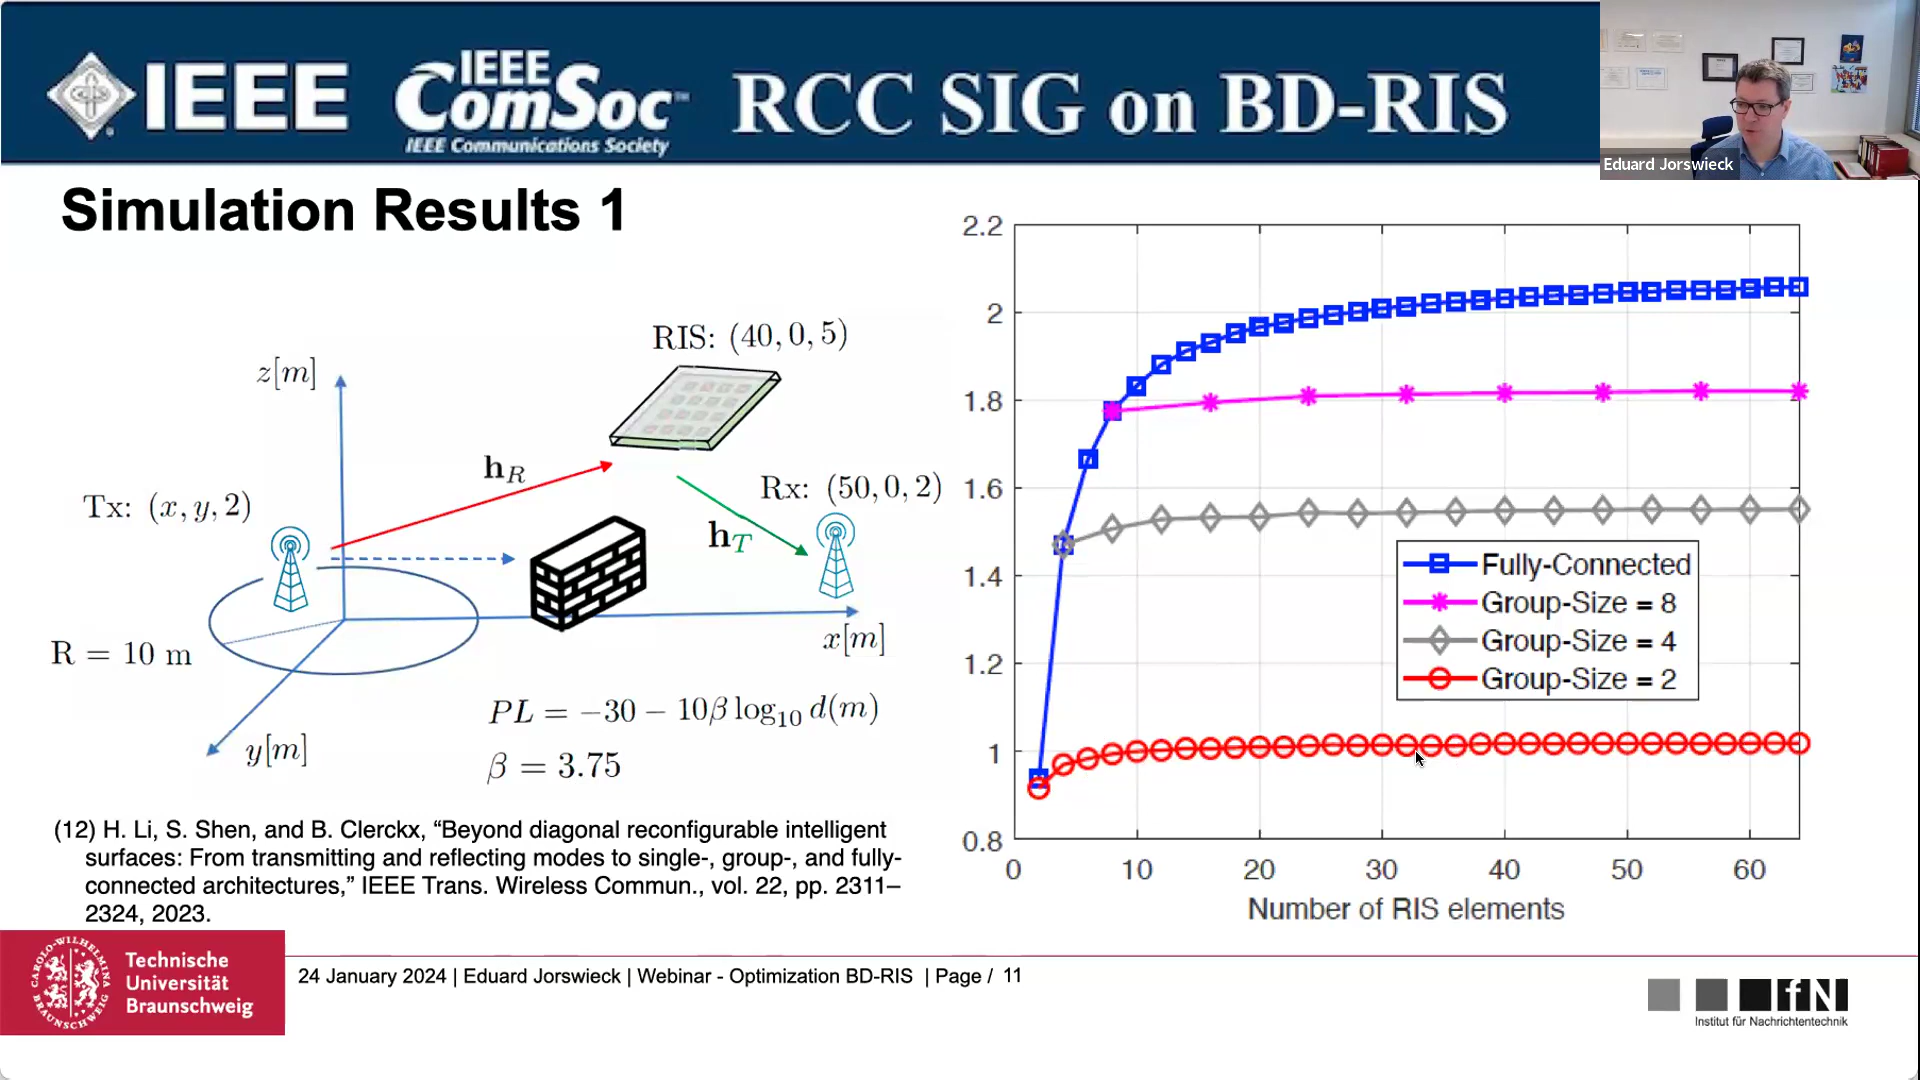 IEEE
IEEE
ComSoc™
IEEE Communications Society
RCC SIG on BD-RIS
Eduard Jorswieck
Simulation Results 1
RIS: (40, 0, 5)
z[m]
h_R
Tx: (x, y, 2)
Rx: (50, 0, 2)
h_T
R = 10 m
x[m]
y[m]
PL = −30 − 10β log₁₀ d(m)
β = 3.75
2.2
2
1.8
1.6
1.4
1.2
1
0.8
0 10 20 30 40 50 60
Number of RIS elements
Fully-Connected
Group-Size = 8
Group-Size = 4
Group-Size = 2
(12) H. Li, S. Shen, and B. Clerckx, “Beyond diagonal reconfigurable intelligent
surfaces: From transmitting and reflecting modes to single-, group-, and fully-
connected architectures,” IEEE Trans. Wireless Commun., vol. 22, pp. 2311–
2324, 2023.
CAROLO-WILHELMINA
BRAUNSCHWEIG
Technische
Universität
Braunschweig
24 January 2024 | Eduard Jorswieck | Webinar - Optimization BD-RIS | Page / 11
IfN
Institut für Nachrichtentechnik